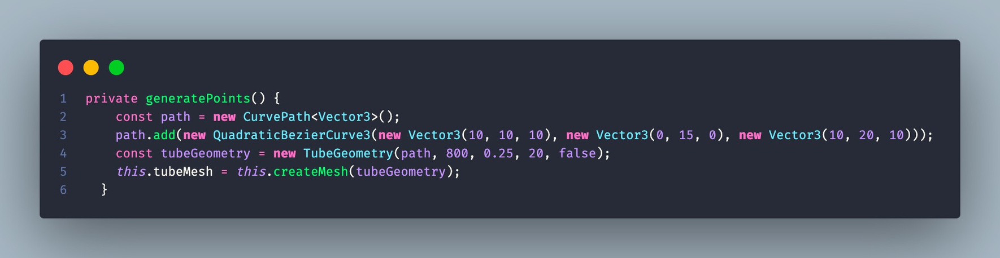 1 private generatePoints() {
2 const path = new CurvePath<Vector3>();
3 path.add(new QuadraticBezierCurve3(new Vector3(10, 10, 10), new Vector3(0, 15, 0), new Vector3(10, 20, 10)));
4 const tubeGeometry = new TubeGeometry(path, 800, 0.25, 20, false);
5 this.tubeMesh = this.createMesh(tubeGeometry);
6 }